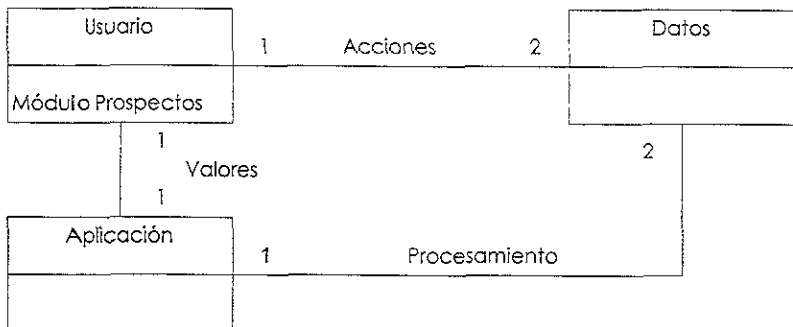 Usuario
1 Acciones 2
Datos
Módulo Prospectos
1
Valores
1
2
Aplicación
1 Procesamiento